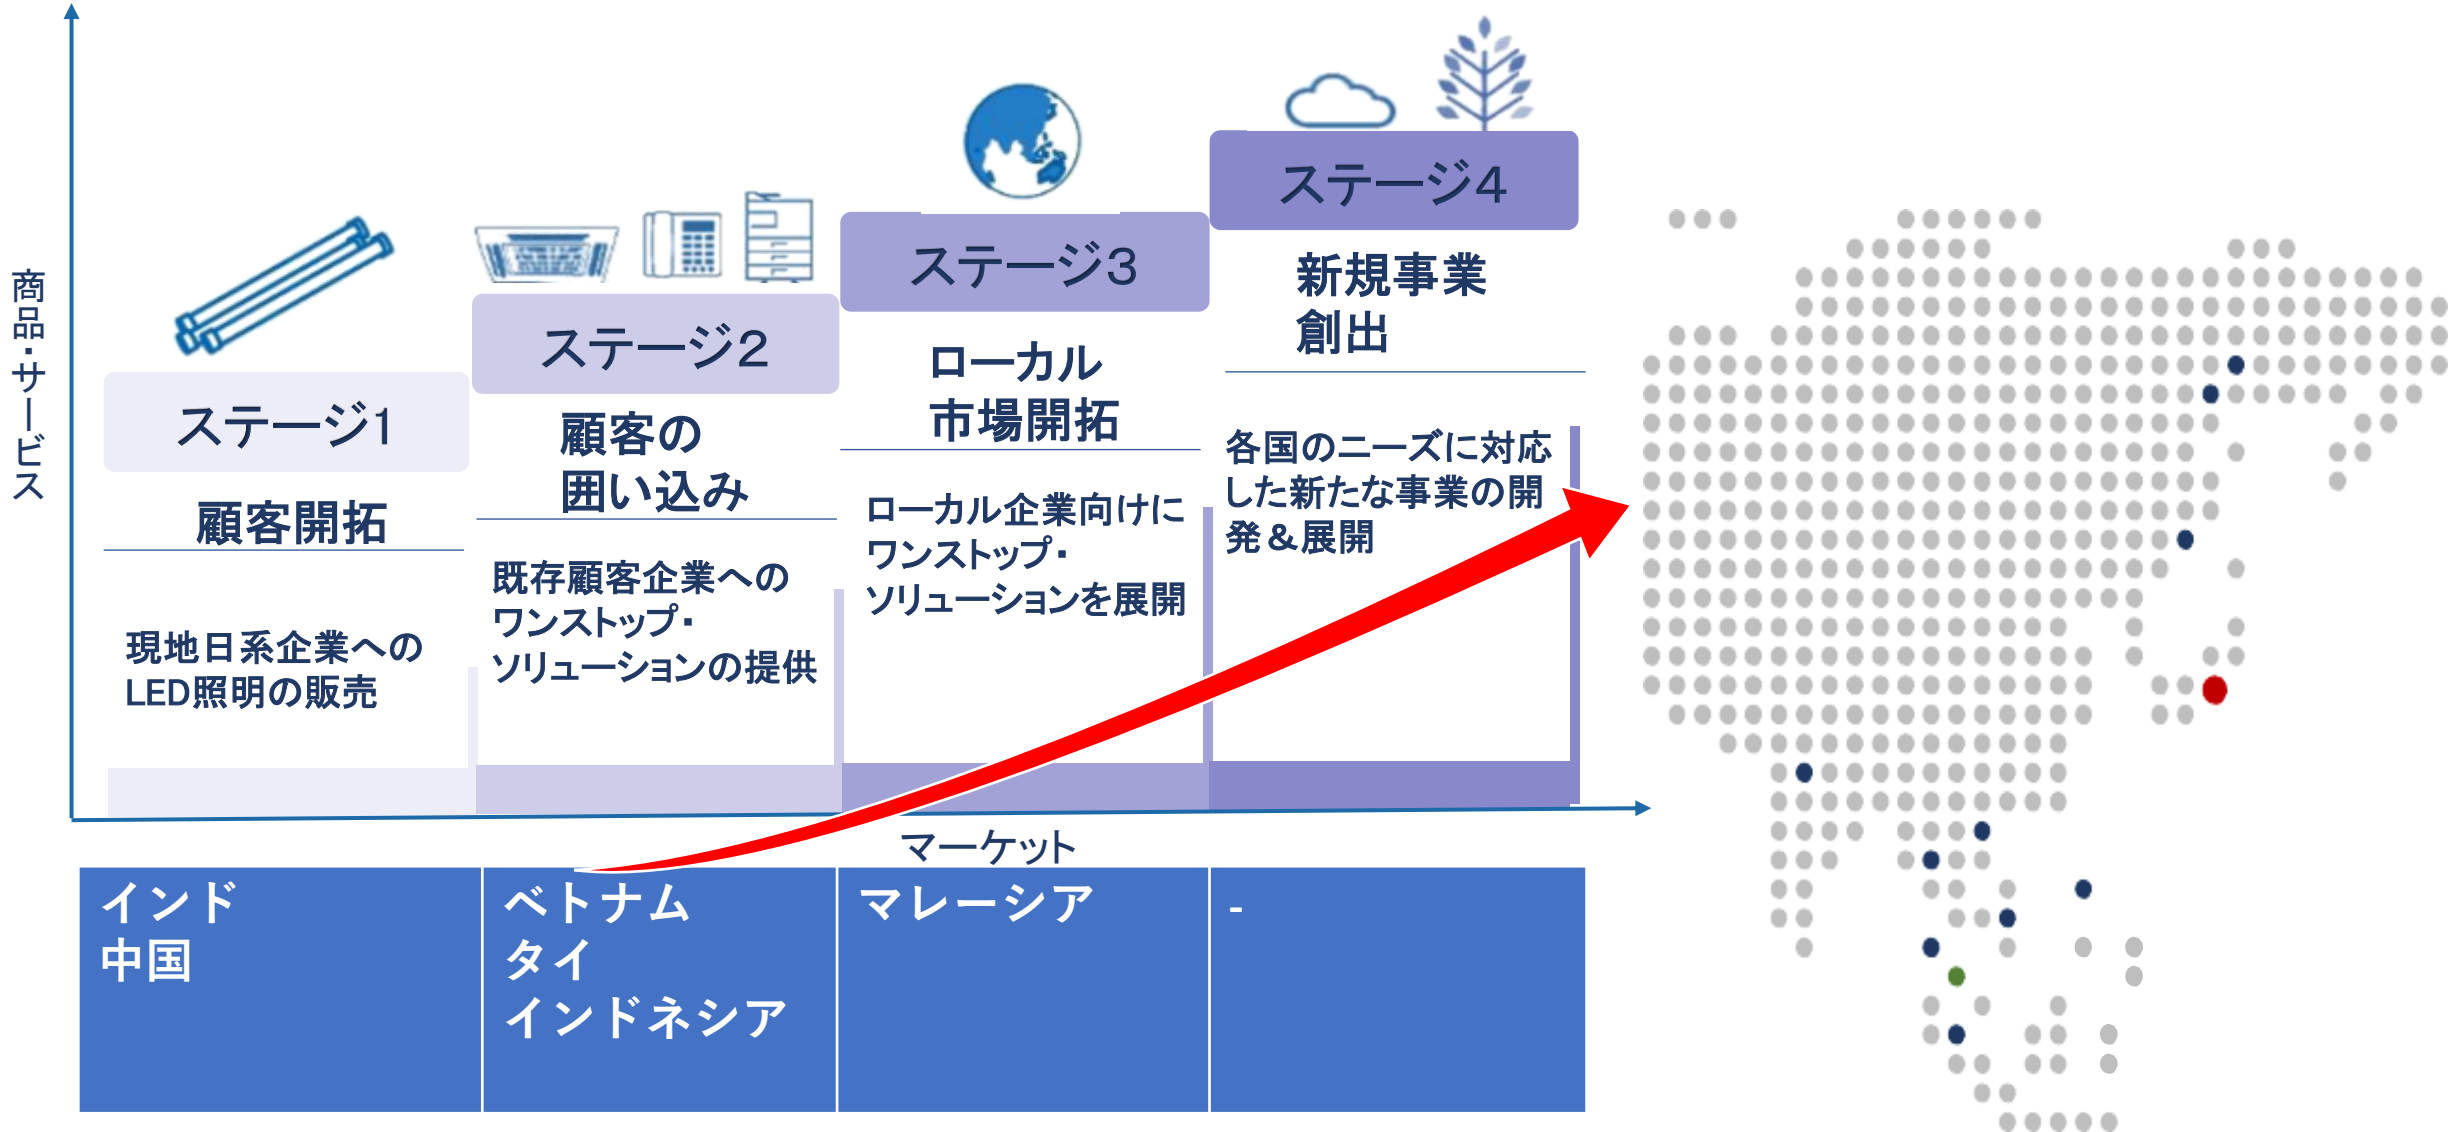 商品・サービス
ステージ1
顧客開拓
現地日系企業への
LED照明の販売
ステージ2
顧客の
囲い込み
既存顧客企業への
ワンストップ・
ソリューションの提供
ステージ3
ローカル
市場開拓
ローカル企業向けに
ワンストップ・
ソリューションを展開
ステージ4
新規事業
創出
各国のニーズに対応
した新たな事業の開
発＆展開
マーケット
インド
中国
ベトナム
タイ
インドネシア
マレーシア
-